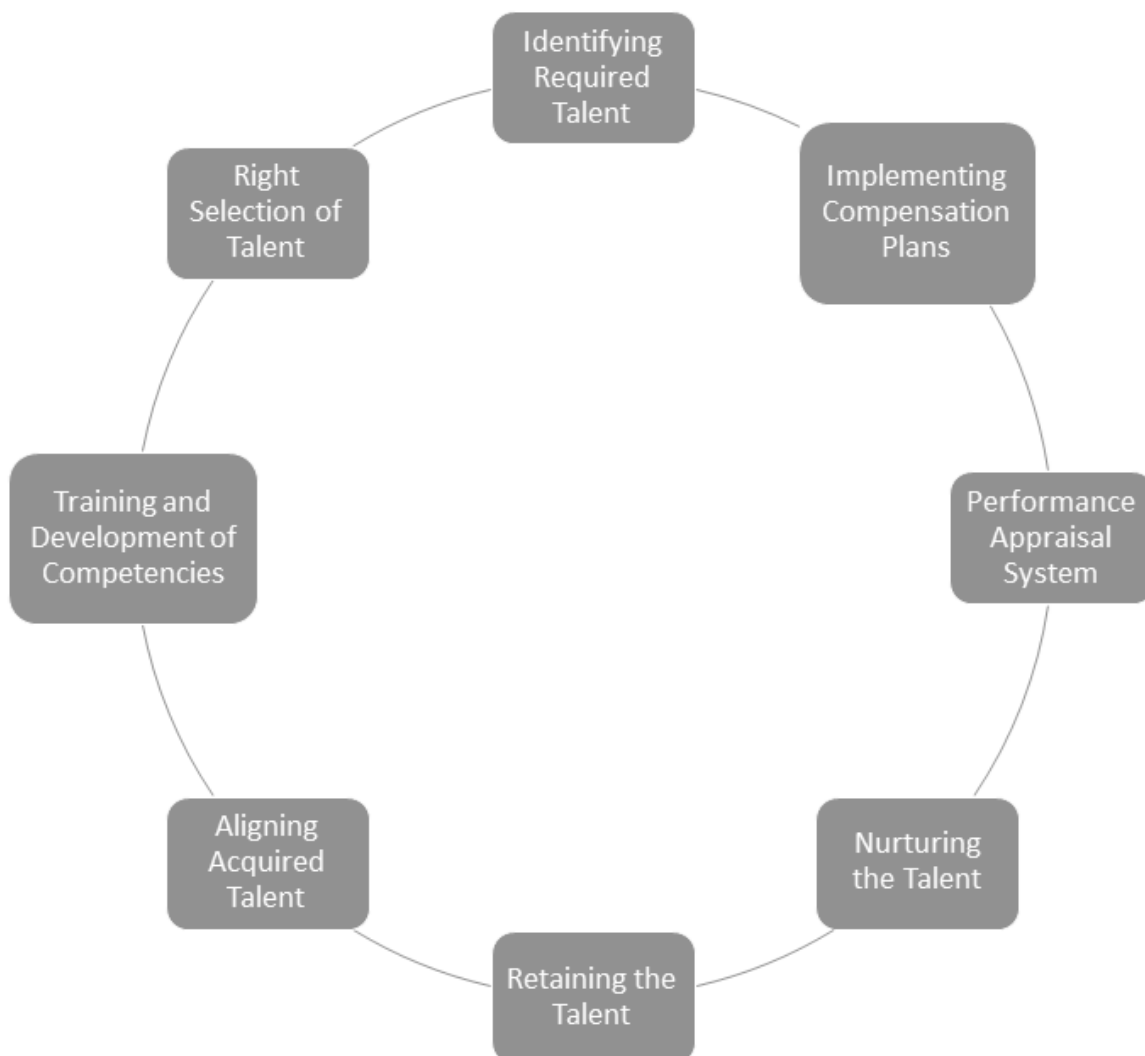 Identifying
Required
Talent
Implementing
Compensation
Plans
Performance
Appraisal
System
Nurturing
the Talent
Retaining the
Talent
Aligning
Acquired
Talent
Training and
Development of
Competencies
Right
Selection of
Talent